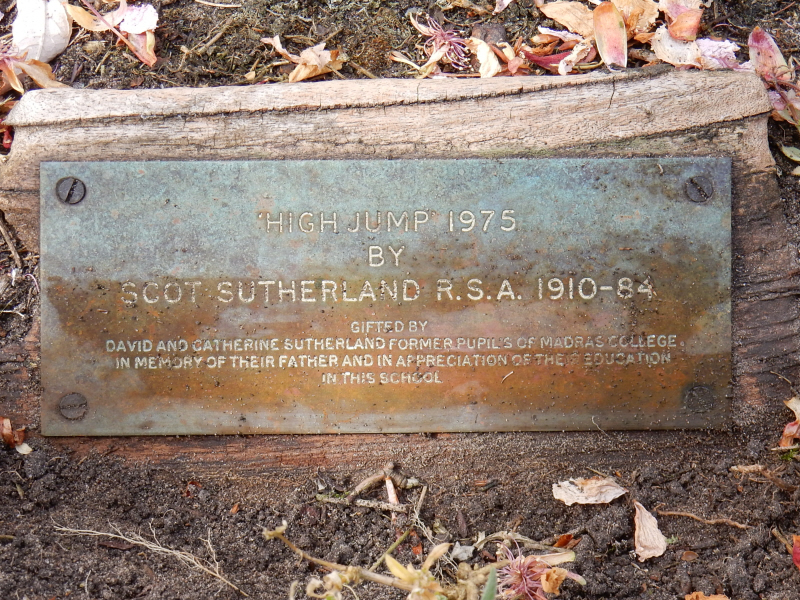 'HIGH JUMP' 1975
BY
SCOT SUTHERLAND R.S.A. 1910-84
GIFTED BY
DAVID AND CATHERINE SUTHERLAND FORMER PUPILS OF MADRAS COLLEGE
IN MEMORY OF THEIR FATHER AND IN APPRECIATION OF THEIR EDUCATION
IN THIS SCHOOL